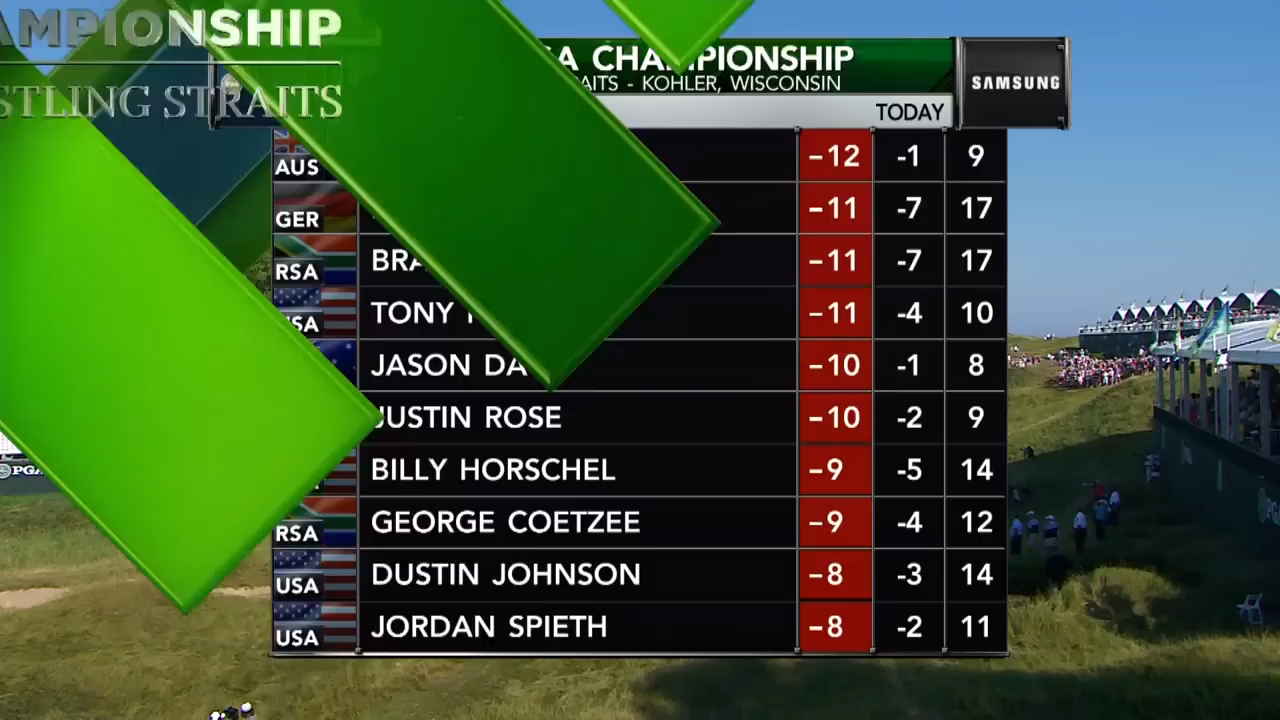 AMPIONSHIP
STLING STRAITS
A CHAMPIONSHIP
AITS - KOHLER, WISCONSIN
SAMSUNG
TODAY
AUS -12 -1 9
GER -11 -7 17
RSA BRA -11 -7 17
USA TONY -11 -4 10
JASON DA -10 -1 8
JUSTIN ROSE -10 -2 9
BILLY HORSCHEL -9 -5 14
RSA GEORGE COETZEE -9 -4 12
USA DUSTIN JOHNSON -8 -3 14
USA JORDAN SPIETH -8 -2 11
PGA